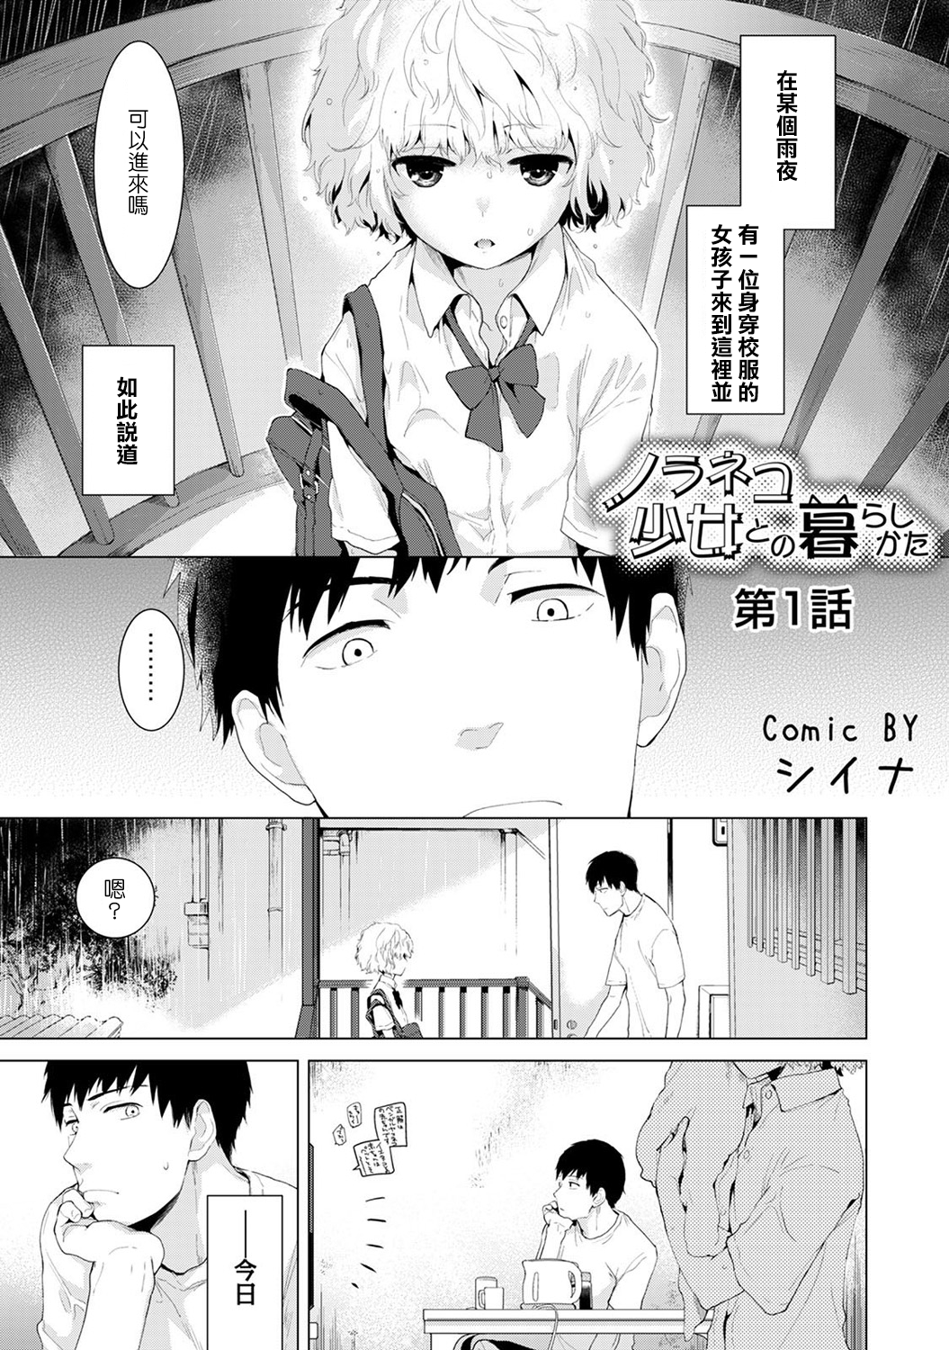 在某個雨夜
有一位身穿校服的
女孩子來到這裡並
可以進來嗎
如此説道
ノラネコ
少女との暮らし
かた
第1話
………
Comic BY
シイナ
嗯？
──今日